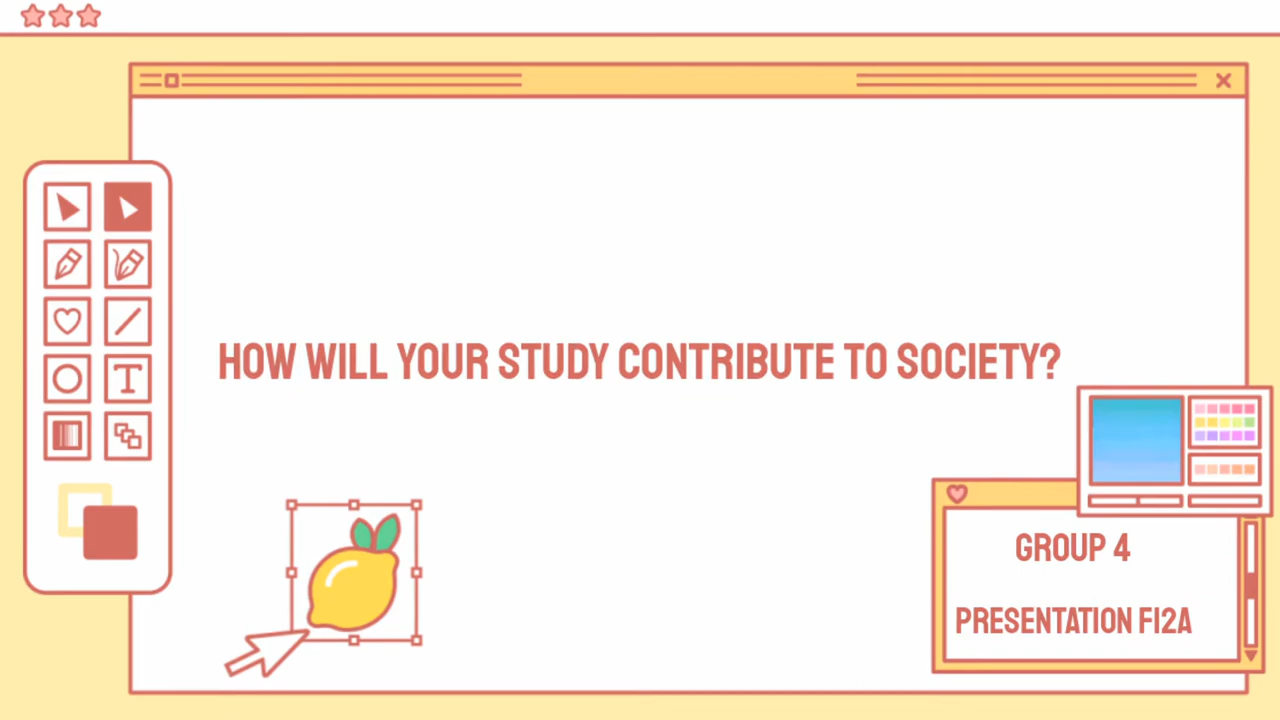 HOW WILL YOUR STUDY CONTRIBUTE TO SOCIETY?
GROUP 4
PRESENTATION FI2A